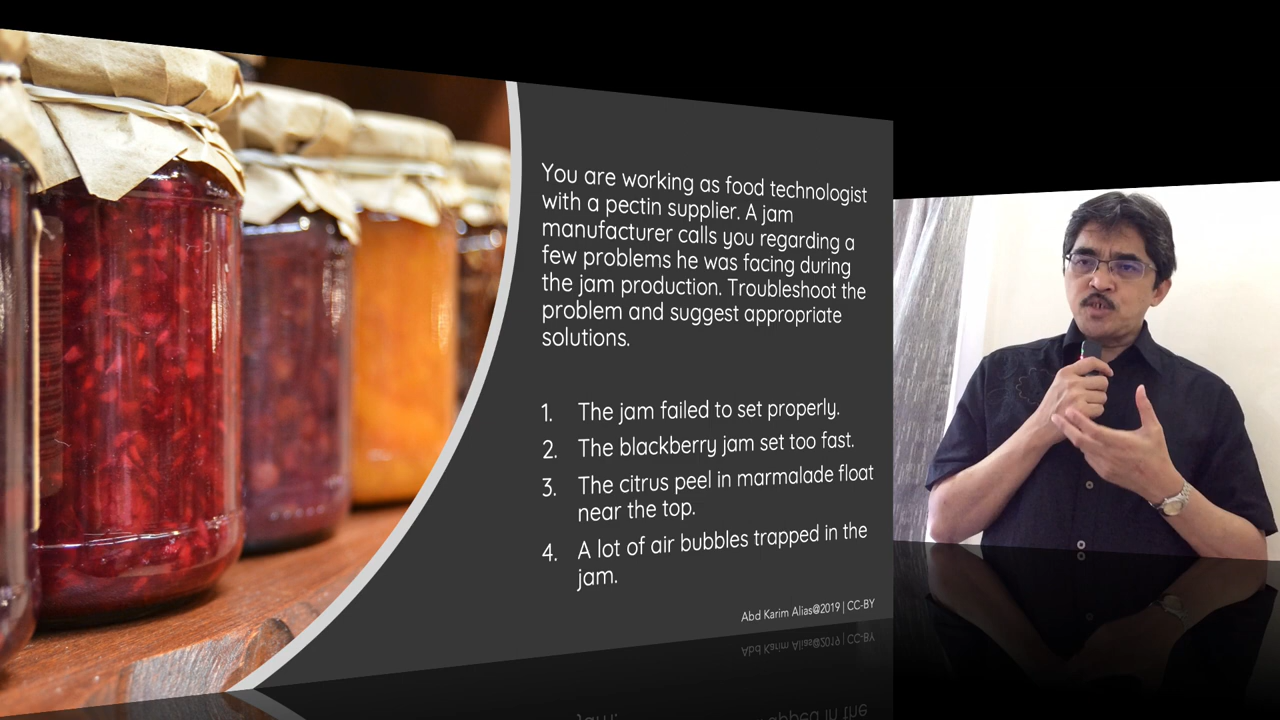 You are working as food technologist
with a pectin supplier. A jam
manufacturer calls you regarding a
few problems he was facing during
the jam production. Troubleshoot the
problem and suggest appropriate
solutions.
1. The jam failed to set properly.
2. The blackberry jam set too fast.
3. The citrus peel in marmalade float
near the top.
4. A lot of air bubbles trapped in the
jam.
Abd Karim Alias@2019 | CC-BY